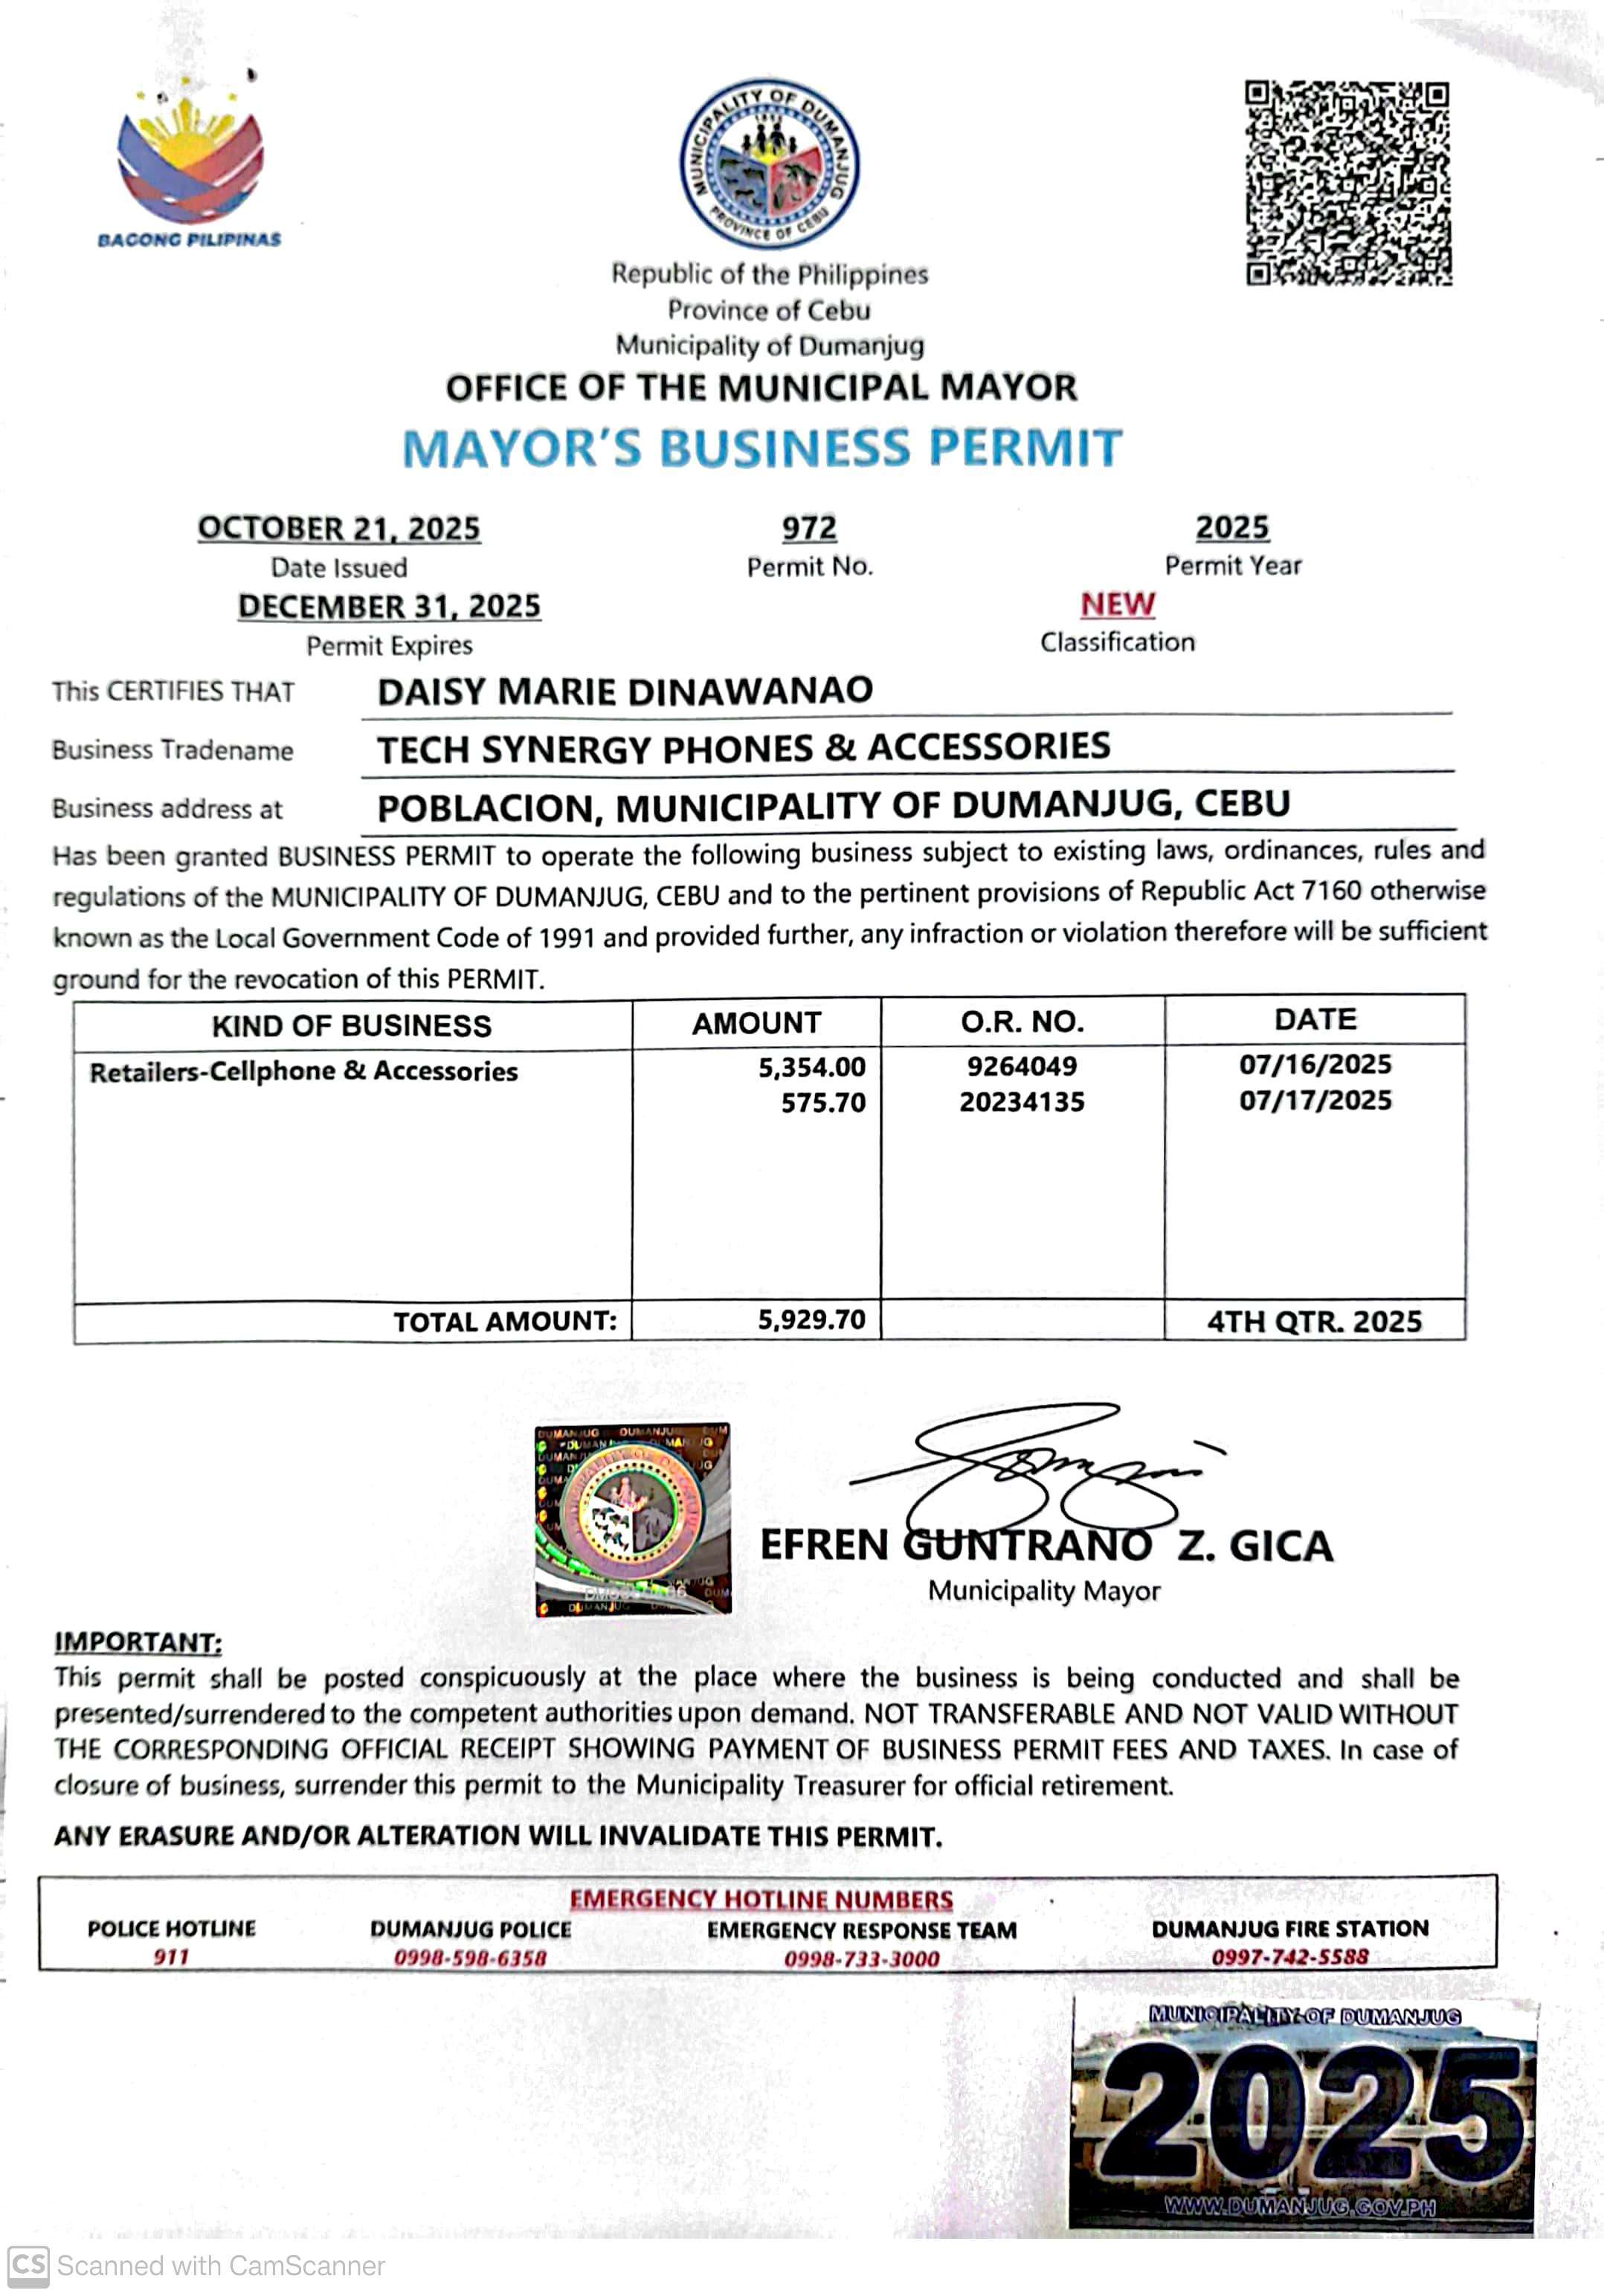 BAGONG PILIPINAS
MUNICIPALITY OF DUMANJUG
PROVINCE OF CEBU
Republic of the Philippines
Province of Cebu
Municipality of Dumanjug
OFFICE OF THE MUNICIPAL MAYOR
MAYOR'S BUSINESS PERMIT
OCTOBER 21, 2025 972 2025
Date Issued Permit No. Permit Year
DECEMBER 31, 2025 NEW
Permit Expires Classification
This CERTIFIES THAT DAISY MARIE DINAWANAO
Business Tradename TECH SYNERGY PHONES & ACCESSORIES
Business address at POBLACION, MUNICIPALITY OF DUMANJUG, CEBU
Has been granted BUSINESS PERMIT to operate the following business subject to existing laws, ordinances, rules and
regulations of the MUNICIPALITY OF DUMANJUG, CEBU and to the pertinent provisions of Republic Act 7160 otherwise
known as the Local Government Code of 1991 and provided further, any infraction or violation therefore will be sufficient
ground for the revocation of this PERMIT.
KIND OF BUSINESS AMOUNT O.R. NO. DATE
Retailers-Cellphone & Accessories 5,354.00 9264049 07/16/2025
575.70 20234135 07/17/2025
TOTAL AMOUNT: 5,929.70 4TH QTR. 2025
EFREN GUNTRANO Z. GICA
Municipality Mayor
IMPORTANT:
This permit shall be posted conspicuously at the place where the business is being conducted and shall be
presented/surrendered to the competent authorities upon demand. NOT TRANSFERABLE AND NOT VALID WITHOUT
THE CORRESPONDING OFFICIAL RECEIPT SHOWING PAYMENT OF BUSINESS PERMIT FEES AND TAXES. In case of
closure of business, surrender this permit to the Municipality Treasurer for official retirement.
ANY ERASURE AND/OR ALTERATION WILL INVALIDATE THIS PERMIT.
EMERGENCY HOTLINE NUMBERS
POLICE HOTLINE DUMANJUG POLICE EMERGENCY RESPONSE TEAM DUMANJUG FIRE STATION
911 0998-598-6358 0998-733-3000 0997-742-5588
MUNICIPALITY OF DUMANJUG
2025
WWW.DUMANJUG.GOV.PH
CS Scanned with CamScanner